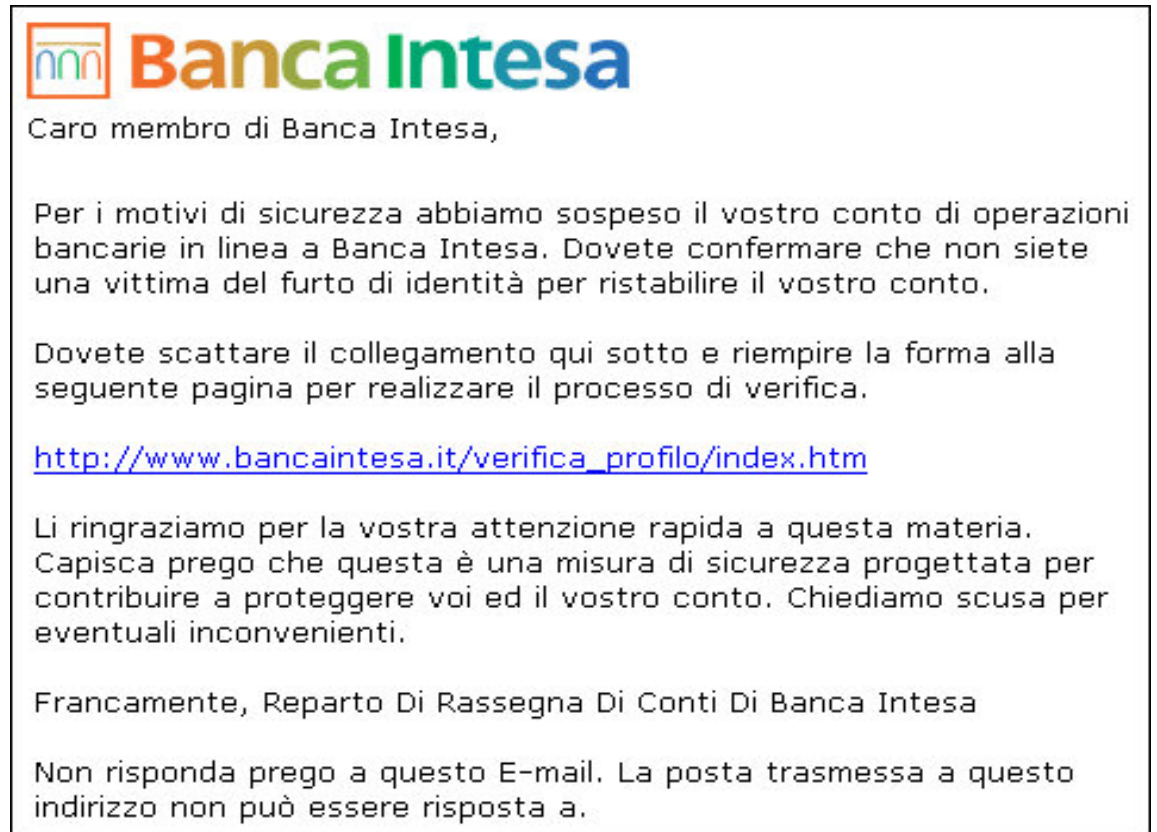 Banca Intesa
Caro membro di Banca Intesa,
Per i motivi di sicurezza abbiamo sospeso il vostro conto di operazioni
bancarie in linea a Banca Intesa. Dovete confermare che non siete
una vittima del furto di identità per ristabilire il vostro conto.
Dovete scattare il collegamento qui sotto e riempire la forma alla
seguente pagina per realizzare il processo di verifica.
http://www.bancaintesa.it/verifica_profilo/index.htm
Li ringraziamo per la vostra attenzione rapida a questa materia.
Capisca prego che questa è una misura di sicurezza progettata per
contribuire a proteggere voi ed il vostro conto. Chiediamo scusa per
eventuali inconvenienti.
Francamente, Reparto Di Rassegna Di Conti Di Banca Intesa
Non risponda prego a questo E-mail. La posta trasmessa a questo
indirizzo non può essere risposta a.